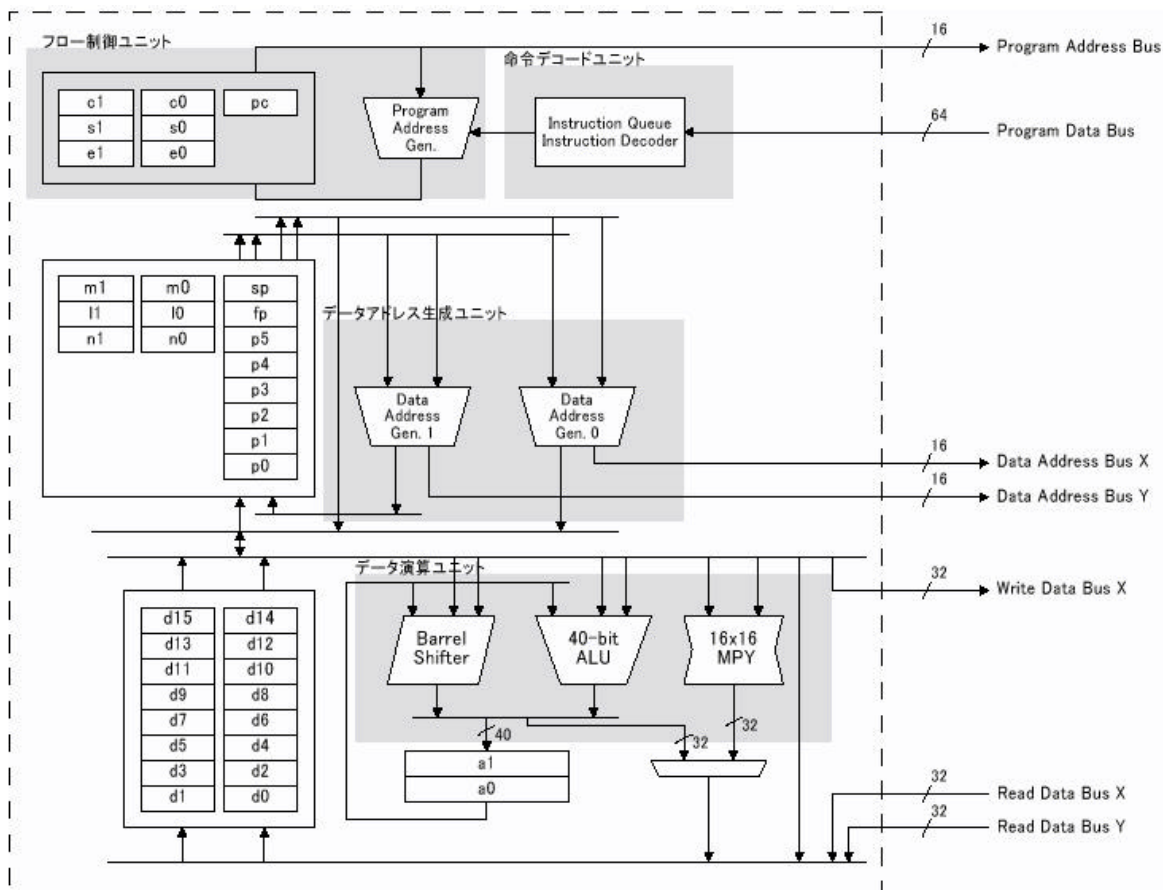 フロー制御ユニット
命令デコードユニット
16
Program Address Bus
c1
c0
pc
s1
s0
e1
e0
Program
Address
Gen.
Instruction Queue
Instruction Decoder
64
Program Data Bus
m1
m0
sp
l1
l0
fp
n1
n0
p5
p4
p3
p2
p1
p0
データアドレス生成ユニット
Data
Address
Gen. 1
Data
Address
Gen. 0
16
Data Address Bus X
16
Data Address Bus Y
データ演算ユニット
32
Write Data Bus X
d15
d14
d13
d12
d11
d10
d9
d8
d7
d6
d5
d4
d3
d2
d1
d0
Barrel
Shifter
40-bit
ALU
16x16
MPY
40
32
32
a1
a0
32
Read Data Bus X
32
Read Data Bus Y